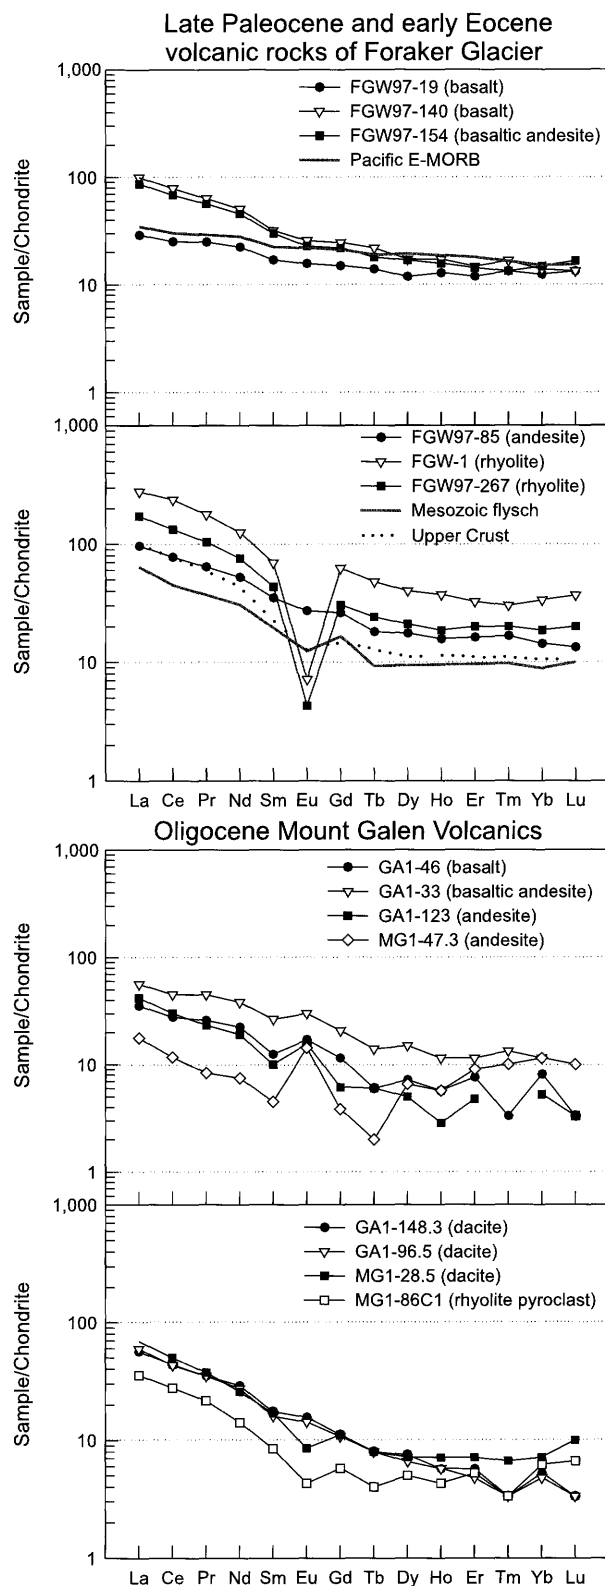 Late Paleocene and early Eocene
volcanic rocks of Foraker Glacier
1,000
FGW97-19 (basalt)
FGW97-140 (basalt)
FGW97-154 (basaltic andesite)
Pacific E-MORB
100
Sample/Chondrite
10
1
1,000
FGW97-85 (andesite)
FGW-1 (rhyolite)
FGW97-267 (rhyolite)
Mesozoic flysch
Upper Crust
100
Sample/Chondrite
10
1
La Ce Pr Nd Sm Eu Gd Tb Dy Ho Er Tm Yb Lu
Oligocene Mount Galen Volcanics
1,000
GA1-46 (basalt)
GA1-33 (basaltic andesite)
GA1-123 (andesite)
MG1-47.3 (andesite)
100
Sample/Chondrite
10
1
1,000
GA1-148.3 (dacite)
GA1-96.5 (dacite)
MG1-28.5 (dacite)
MG1-86C1 (rhyolite pyroclast)
100
Sample/Chondrite
10
1
La Ce Pr Nd Sm Eu Gd Tb Dy Ho Er Tm Yb Lu